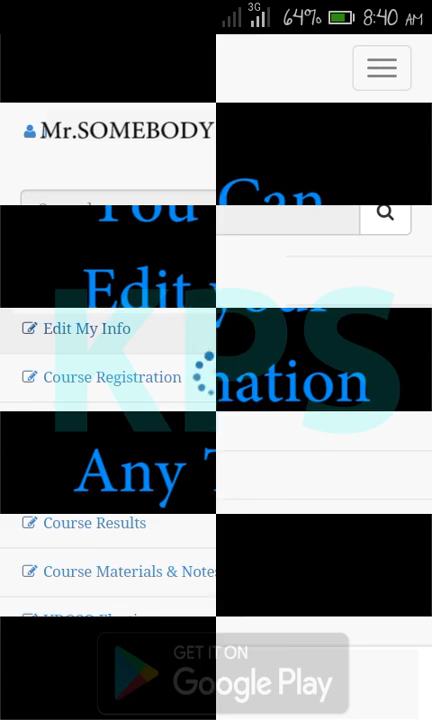 3G 64% 8:40 AM
Mr.SOMEBODY
You Can
Edit your
KPS
Edit My Info
Course Registration
mation
Any
Course Results
Course Materials & Notes
GET IT ON
Google Play